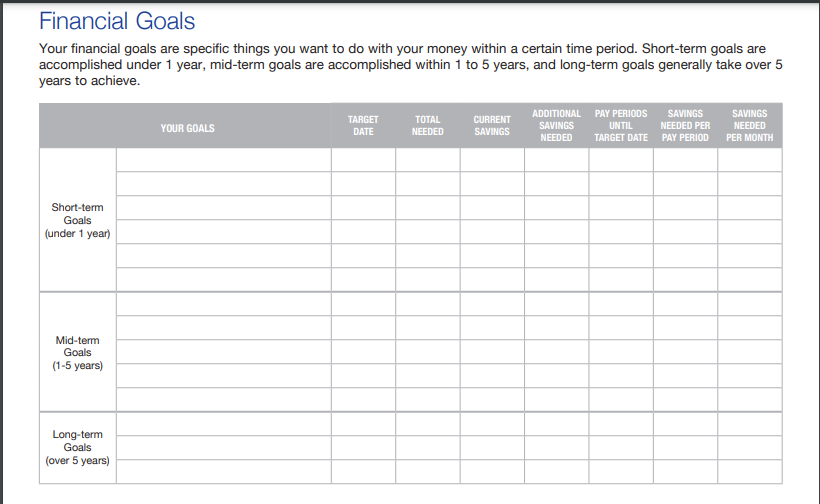 Financial Goals
Your financial goals are specific things you want to do with your money within a certain time period. Short-term goals are
accomplished under 1 year, mid-term goals are accomplished within 1 to 5 years, and long-term goals generally take over 5
years to achieve.
YOUR GOALS
TARGET
DATE
TOTAL
NEEDED
CURRENT
SAVINGS
ADDITIONAL
SAVINGS
NEEDED
PAY PERIODS
UNTIL
TARGET DATE
SAVINGS
NEEDED PER
PAY PERIOD
SAVINGS
NEEDED
PER MONTH
Short-term
Goals
(under 1 year)
Mid-term
Goals
(1-5 years)
Long-term
Goals
(over 5 years)